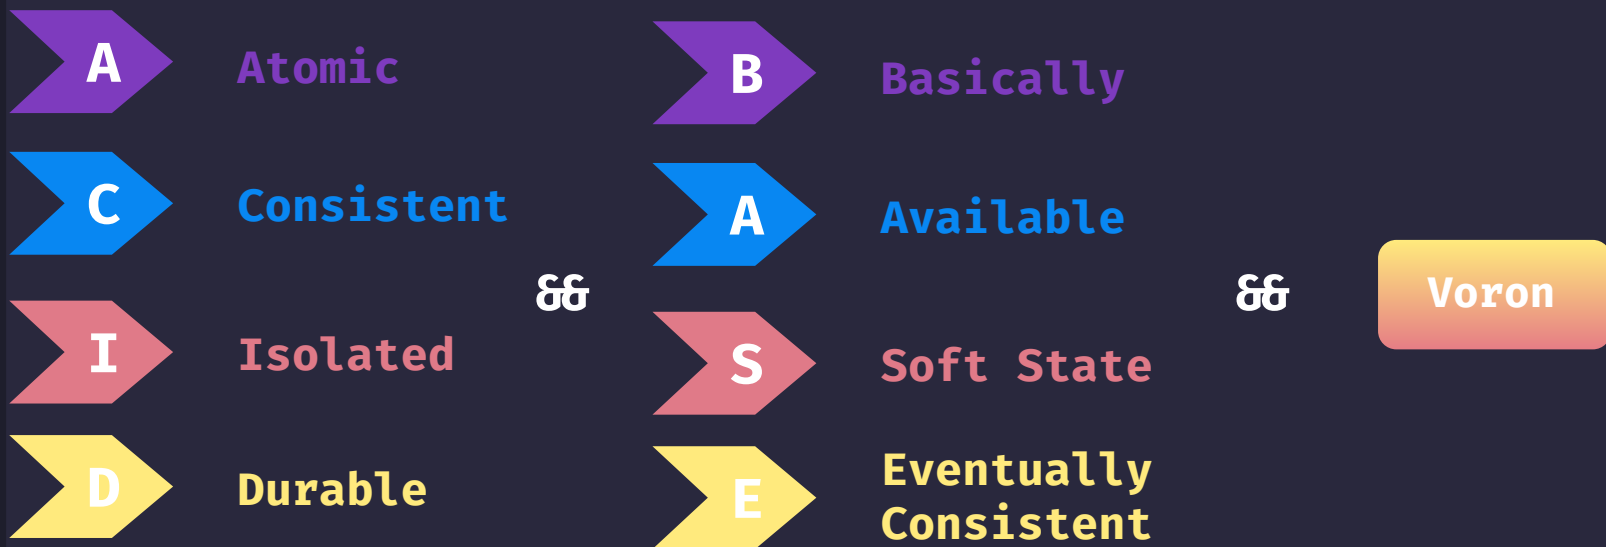 A Atomic
C Consistent
I Isolated
D Durable
&&
B Basically
A Available
S Soft State
E Eventually
Consistent
&&
Voron